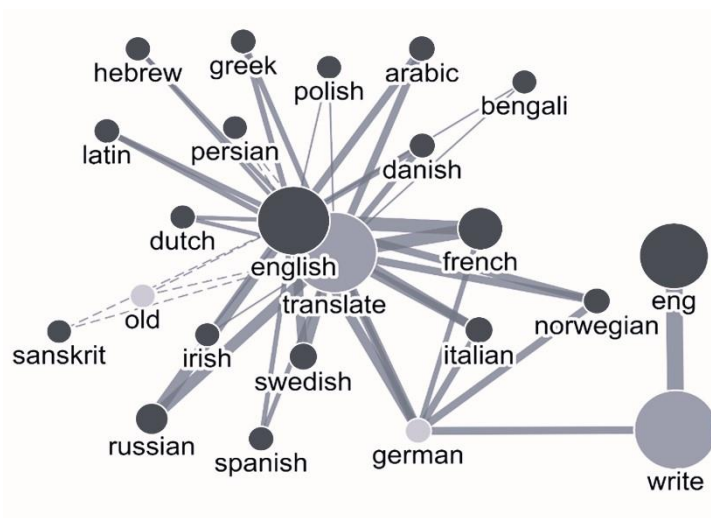 hebrew
greek
polish
arabic
bengali
latin
persian
danish
dutch
english
french
translate
eng
old
norwegian
sanskrit
irish
swedish
italian
russian
spanish
german
write